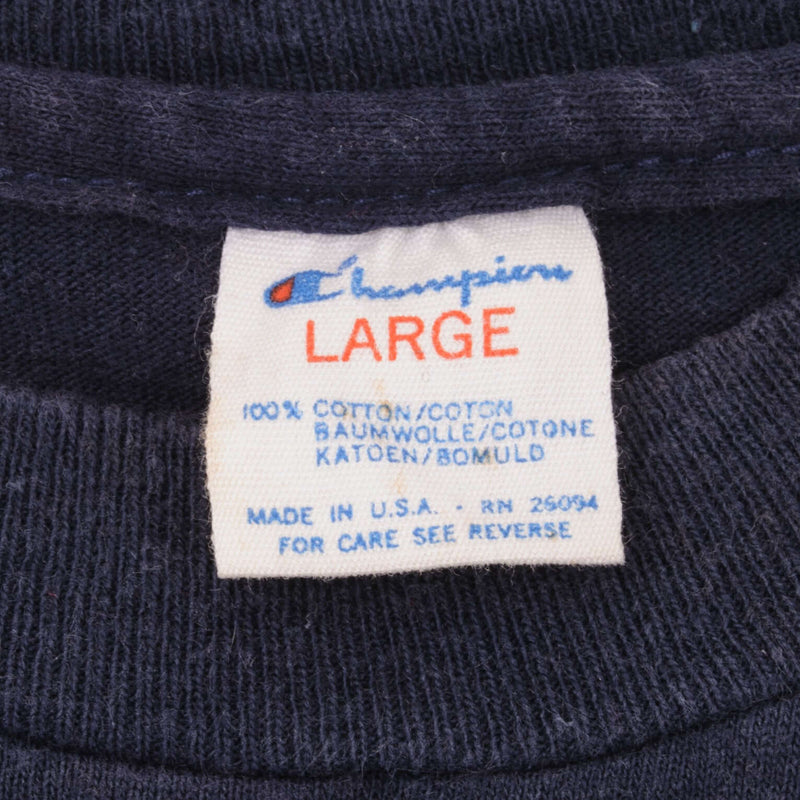 Champion
LARGE
100% COTTON/COTON
BAUMWOLLE/COTONE
KATOEN/BOMULD
MADE IN U.S.A. - RN 26094
FOR CARE SEE REVERSE